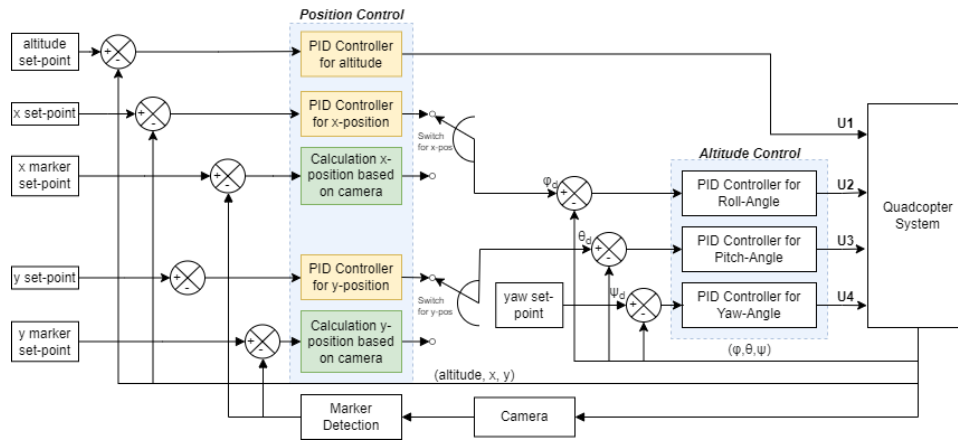 Position Control
altitude
set-point
PID Controller
for altitude
x set-point
PID Controller
for x-position
Switch
for x-pos
U1
x marker
set-point
Calculation x-
position based
on camera
Altitude Control
φd
PID Controller for
Roll-Angle
U2
Quadcopter
System
θd
PID Controller for
Pitch-Angle
U3
y set-point
PID Controller
for y-position
Switch
for y-pos
yaw set-
point
Ψd
PID Controller for
Yaw-Angle
U4
y marker
set-point
Calculation y-
position based
on camera
(φ,θ,ψ)
(altitude, x, y)
Marker
Detection
Camera